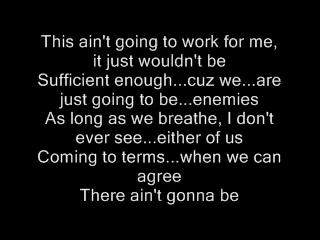 This ain't going to work for me,
it just wouldn't be
Sufficient enough...cuz we...are
just going to be...enemies
As long as we breathe, I don't
ever see...either of us
Coming to terms...when we can
agree
There ain't gonna be